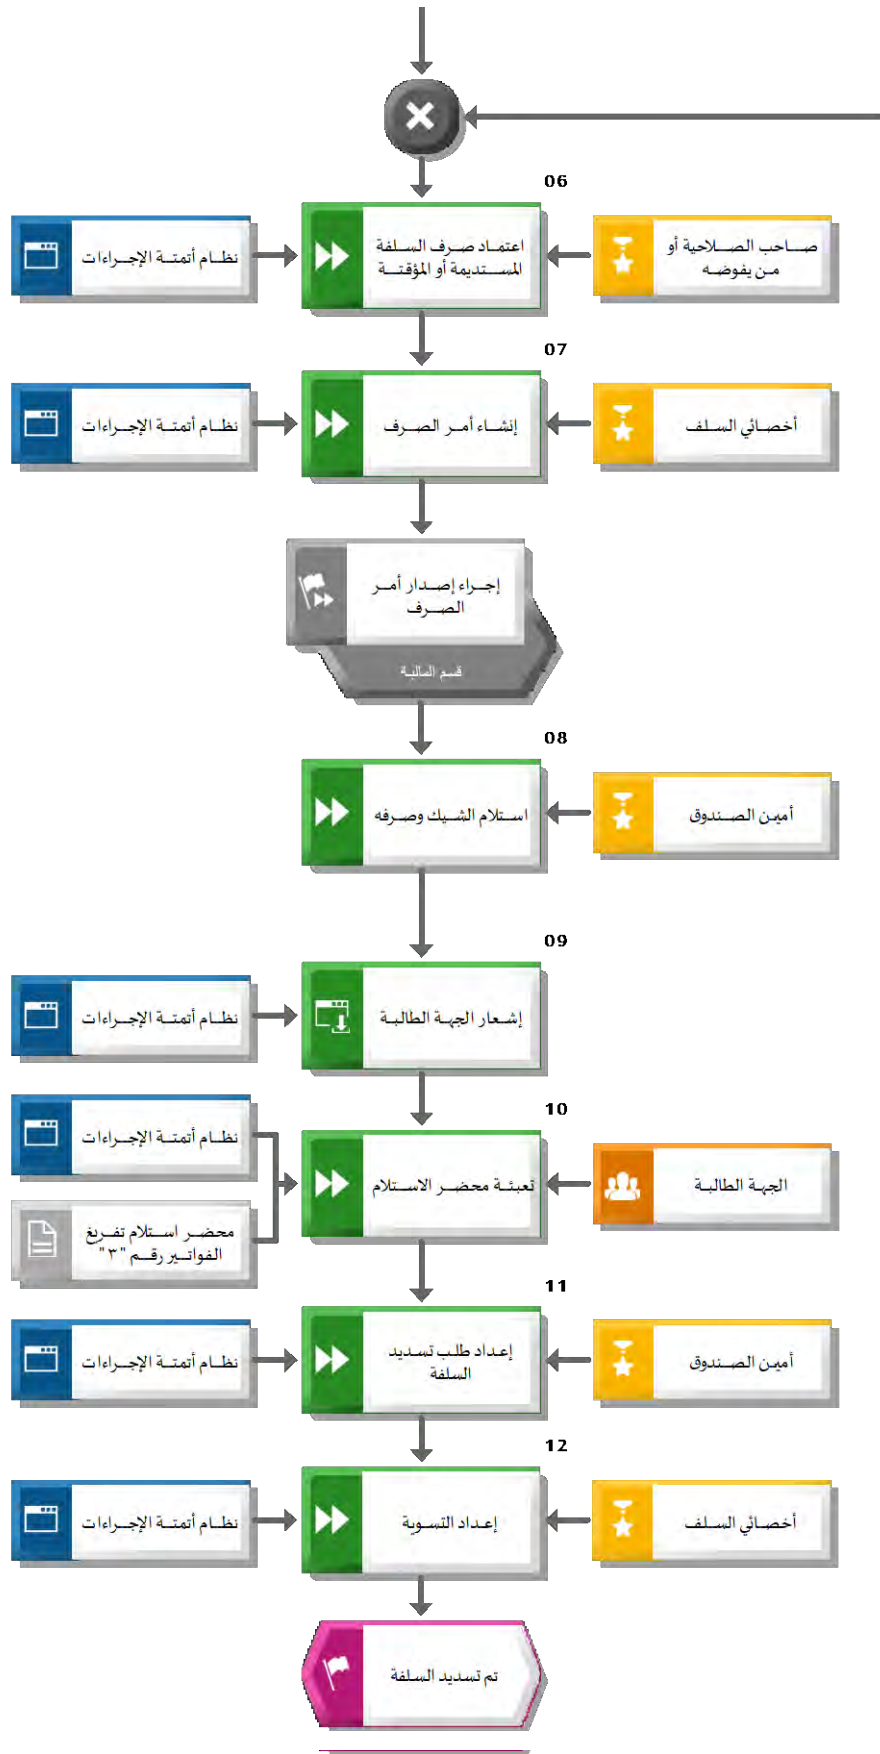 06
صاحب الصلاحية أو
من يفوضه
اعتماد صرف السلفة
المستديمة أو المؤقتة
نظام أتمتة الإجراءات
07
أخصائي السلف
إنشاء أمر الصرف
نظام أتمتة الإجراءات
إجراء إصدار أمر
الصرف
قسم المالية
08
أمين الصندوق
استلام الشيك وصرفه
09
إشعار الجهة الطالبة
نظام أتمتة الإجراءات
10
الجهة الطالبة
تعبئة محضر الاستلام
نظام أتمتة الإجراءات
محضر استلام تفريغ
الفواتير رقم "٣"
11
أمين الصندوق
إعداد طلب تسديد
السلفة
نظام أتمتة الإجراءات
12
أخصائي السلف
إعداد التسوية
نظام أتمتة الإجراءات
تم تسديد السلفة